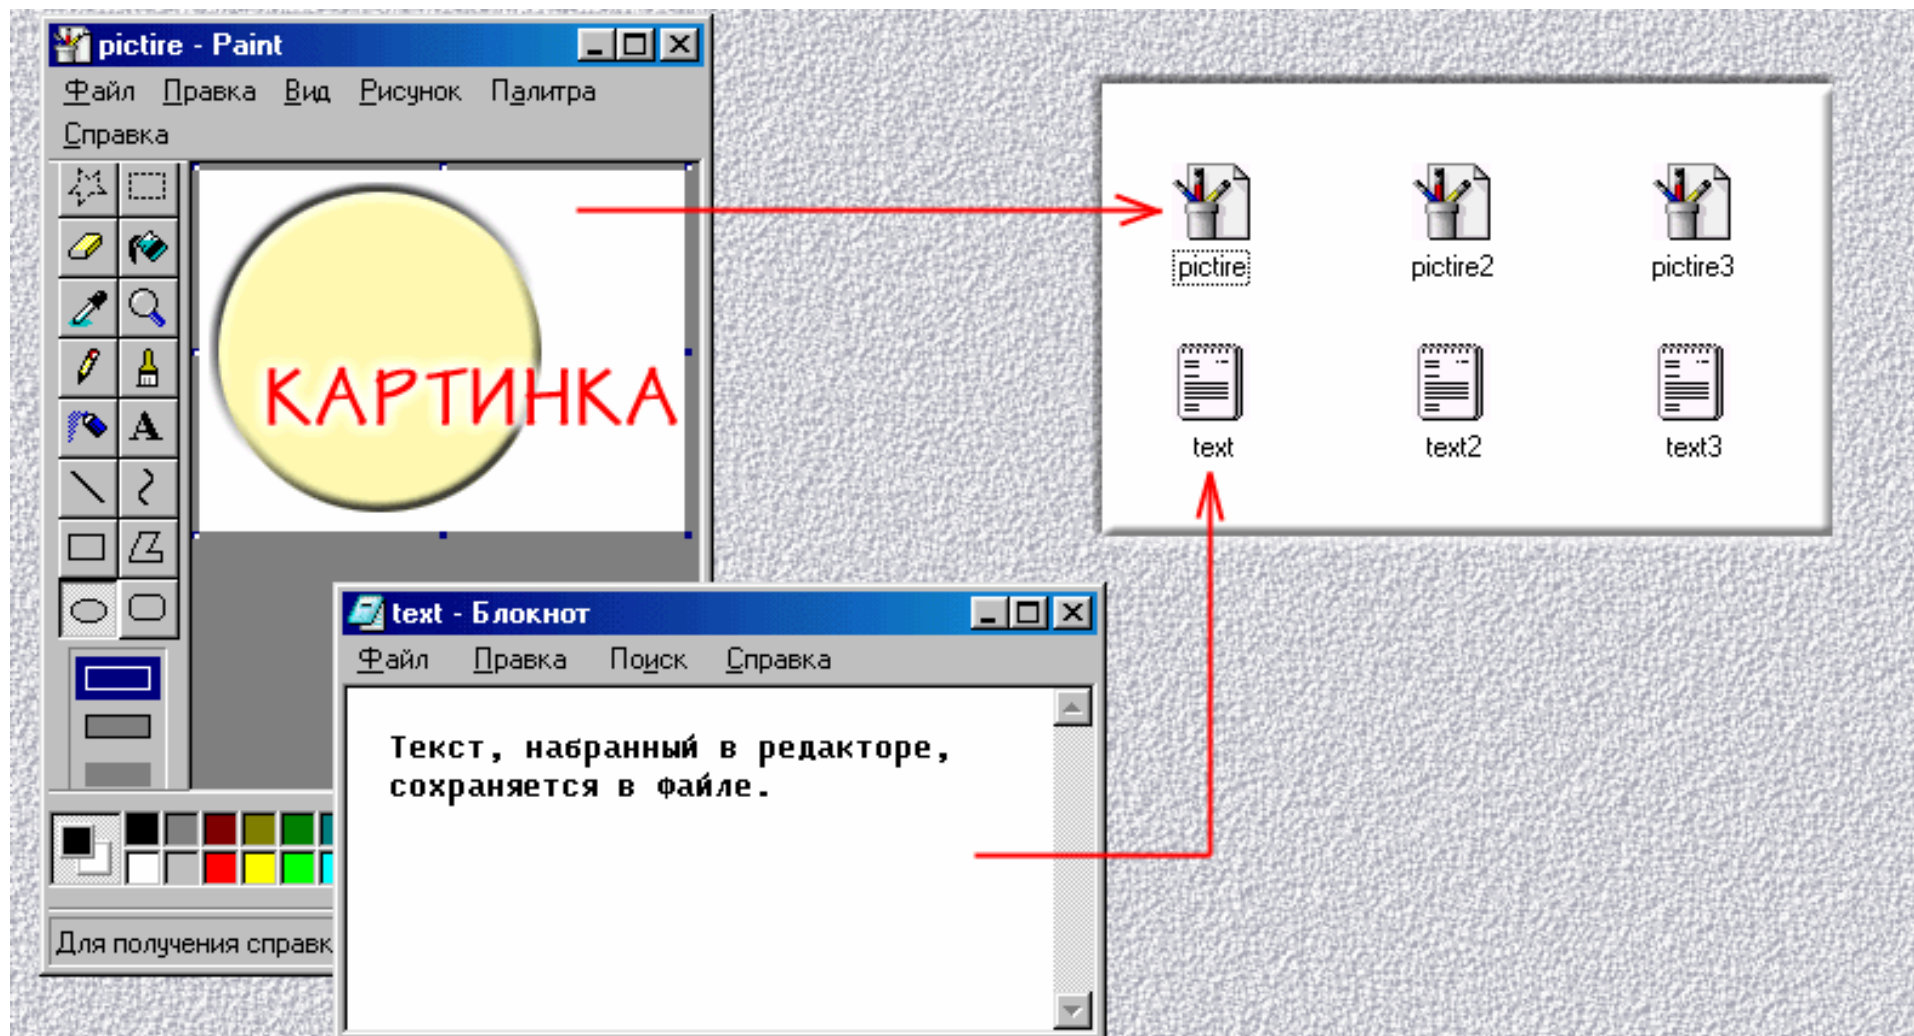 pictire - Paint
Файл Правка Вид Рисунок Палитра
Справка
КАРТИНКА
Для получения справк
text - Блокнот
Файл Правка Поиск Справка
Текст, набранный в редакторе,
сохраняется в файле.
pictire pictire2 pictire3
text text2 text3